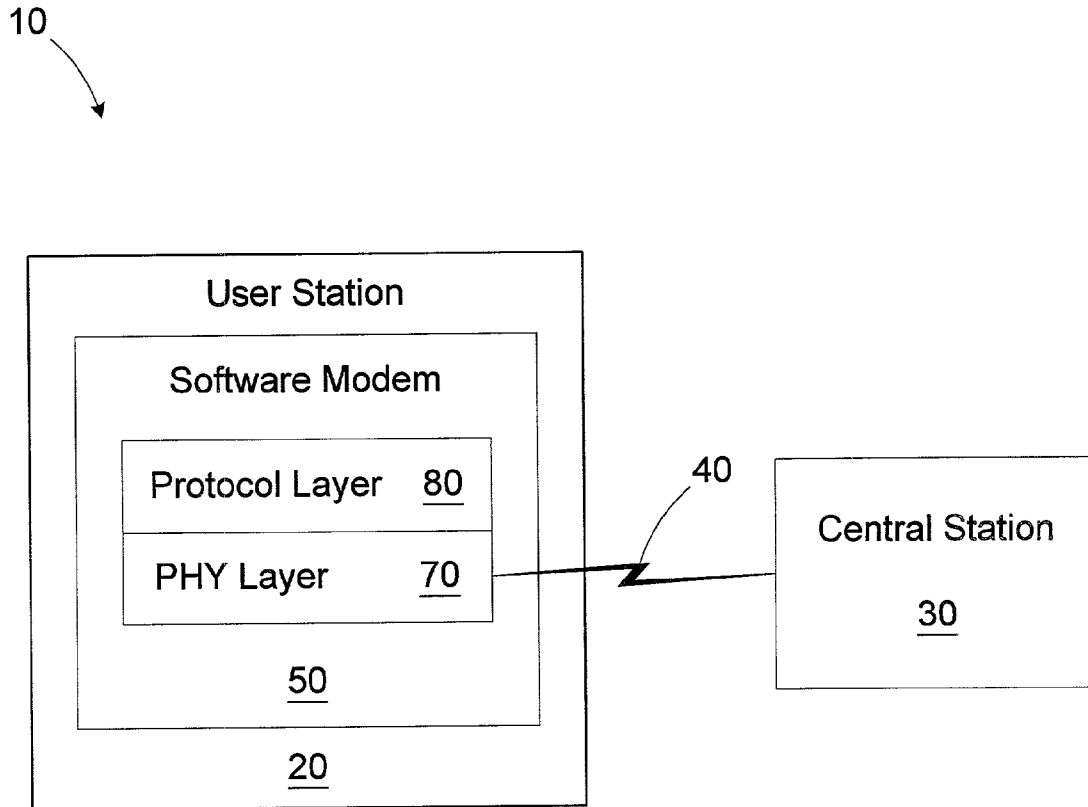 10
User Station
Software Modem
Protocol Layer 80
PHY Layer 70
50
20
40
Central Station
30